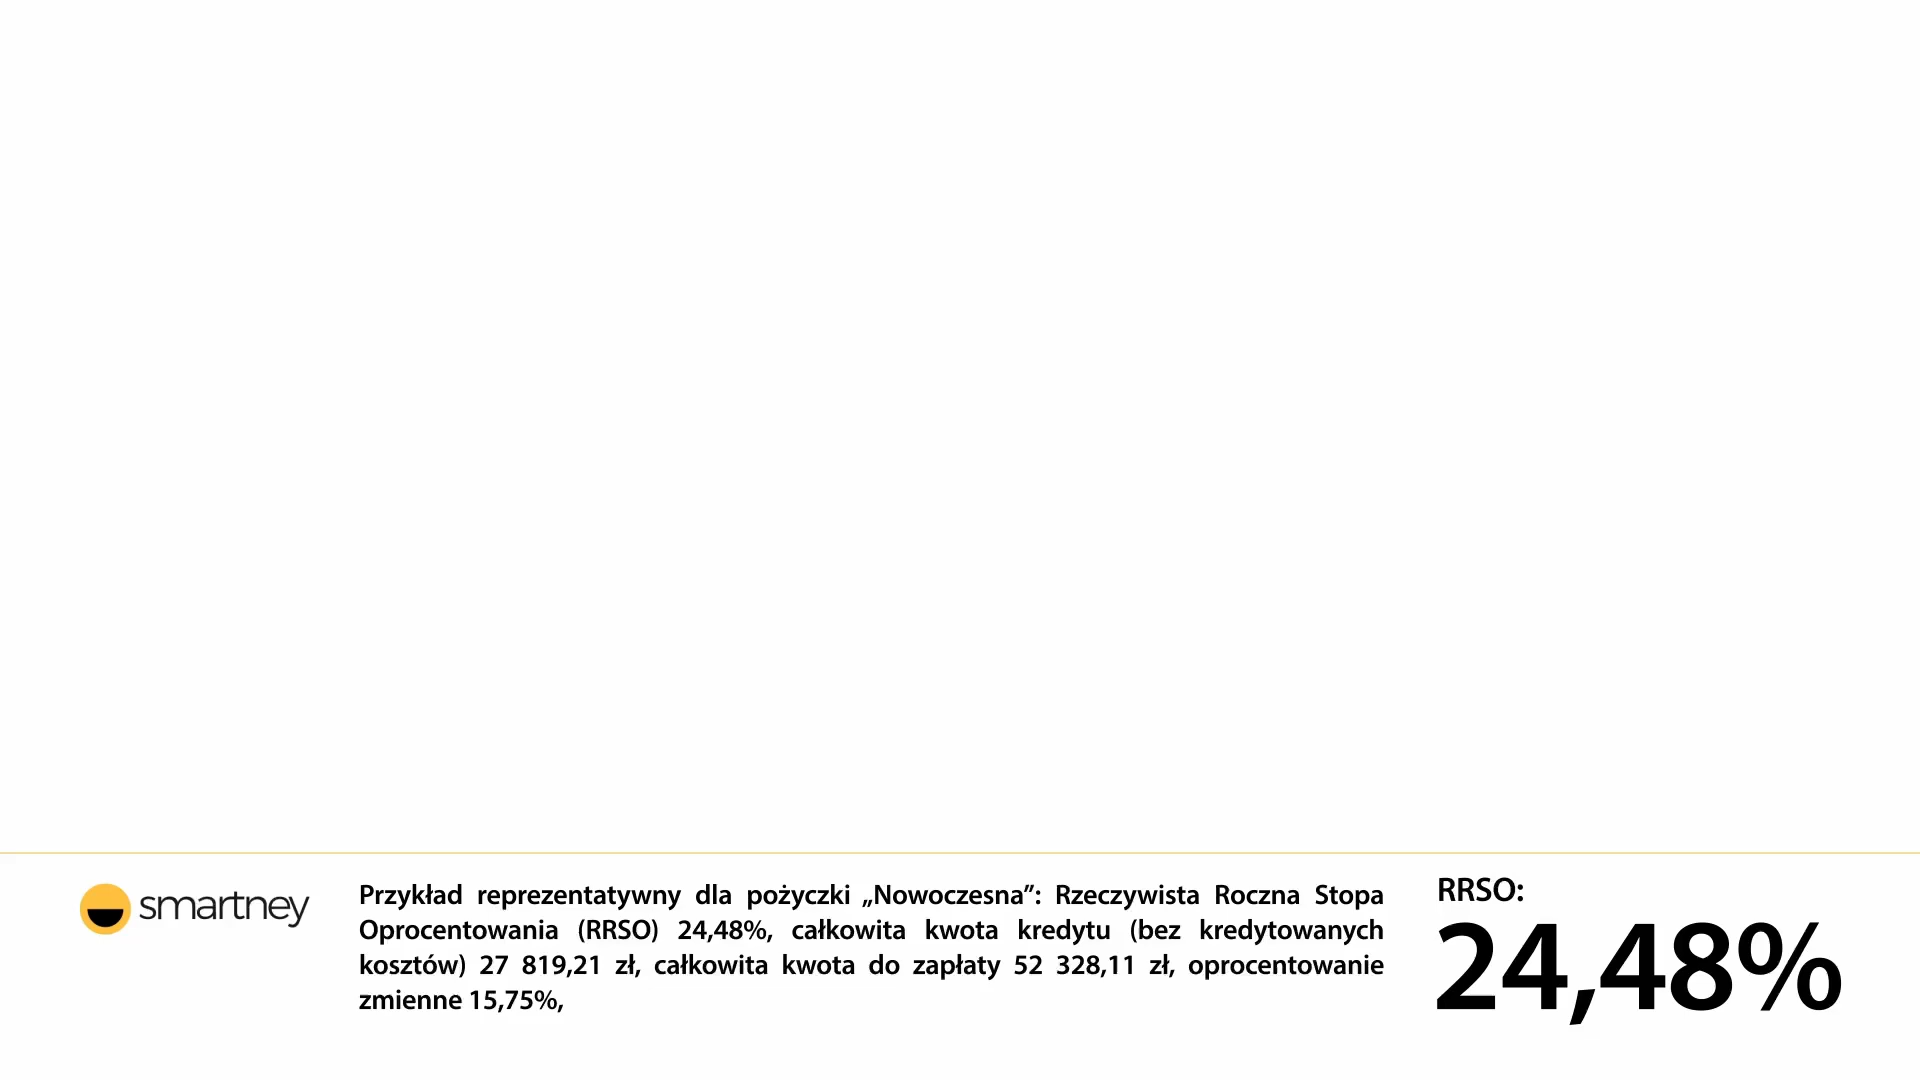 smartney
Przykład reprezentatywny dla pożyczki „Nowoczesna”: Rzeczywista Roczna Stopa
Oprocentowania (RRSO) 24,48%, całkowita kwota kredytu (bez kredytowanych
kosztów) 27 819,21 zł, całkowita kwota do zapłaty 52 328,11 zł, oprocentowanie
zmienne 15,75%,
RRSO:
24,48%